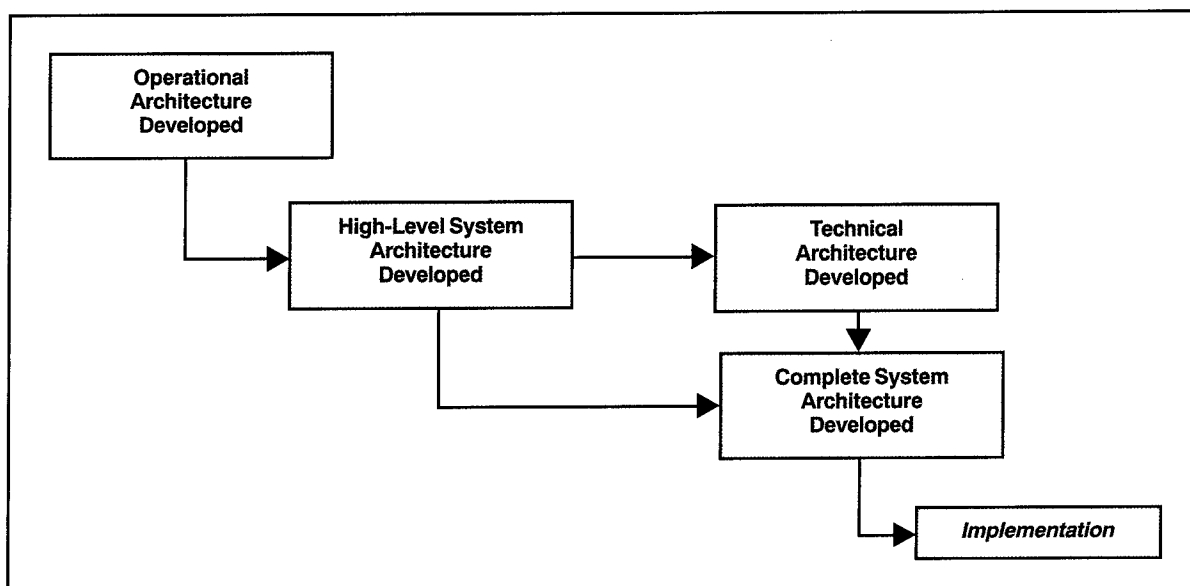 Operational
Architecture
Developed
High-Level System
Architecture
Developed
Technical
Architecture
Developed
Complete System
Architecture
Developed
Implementation